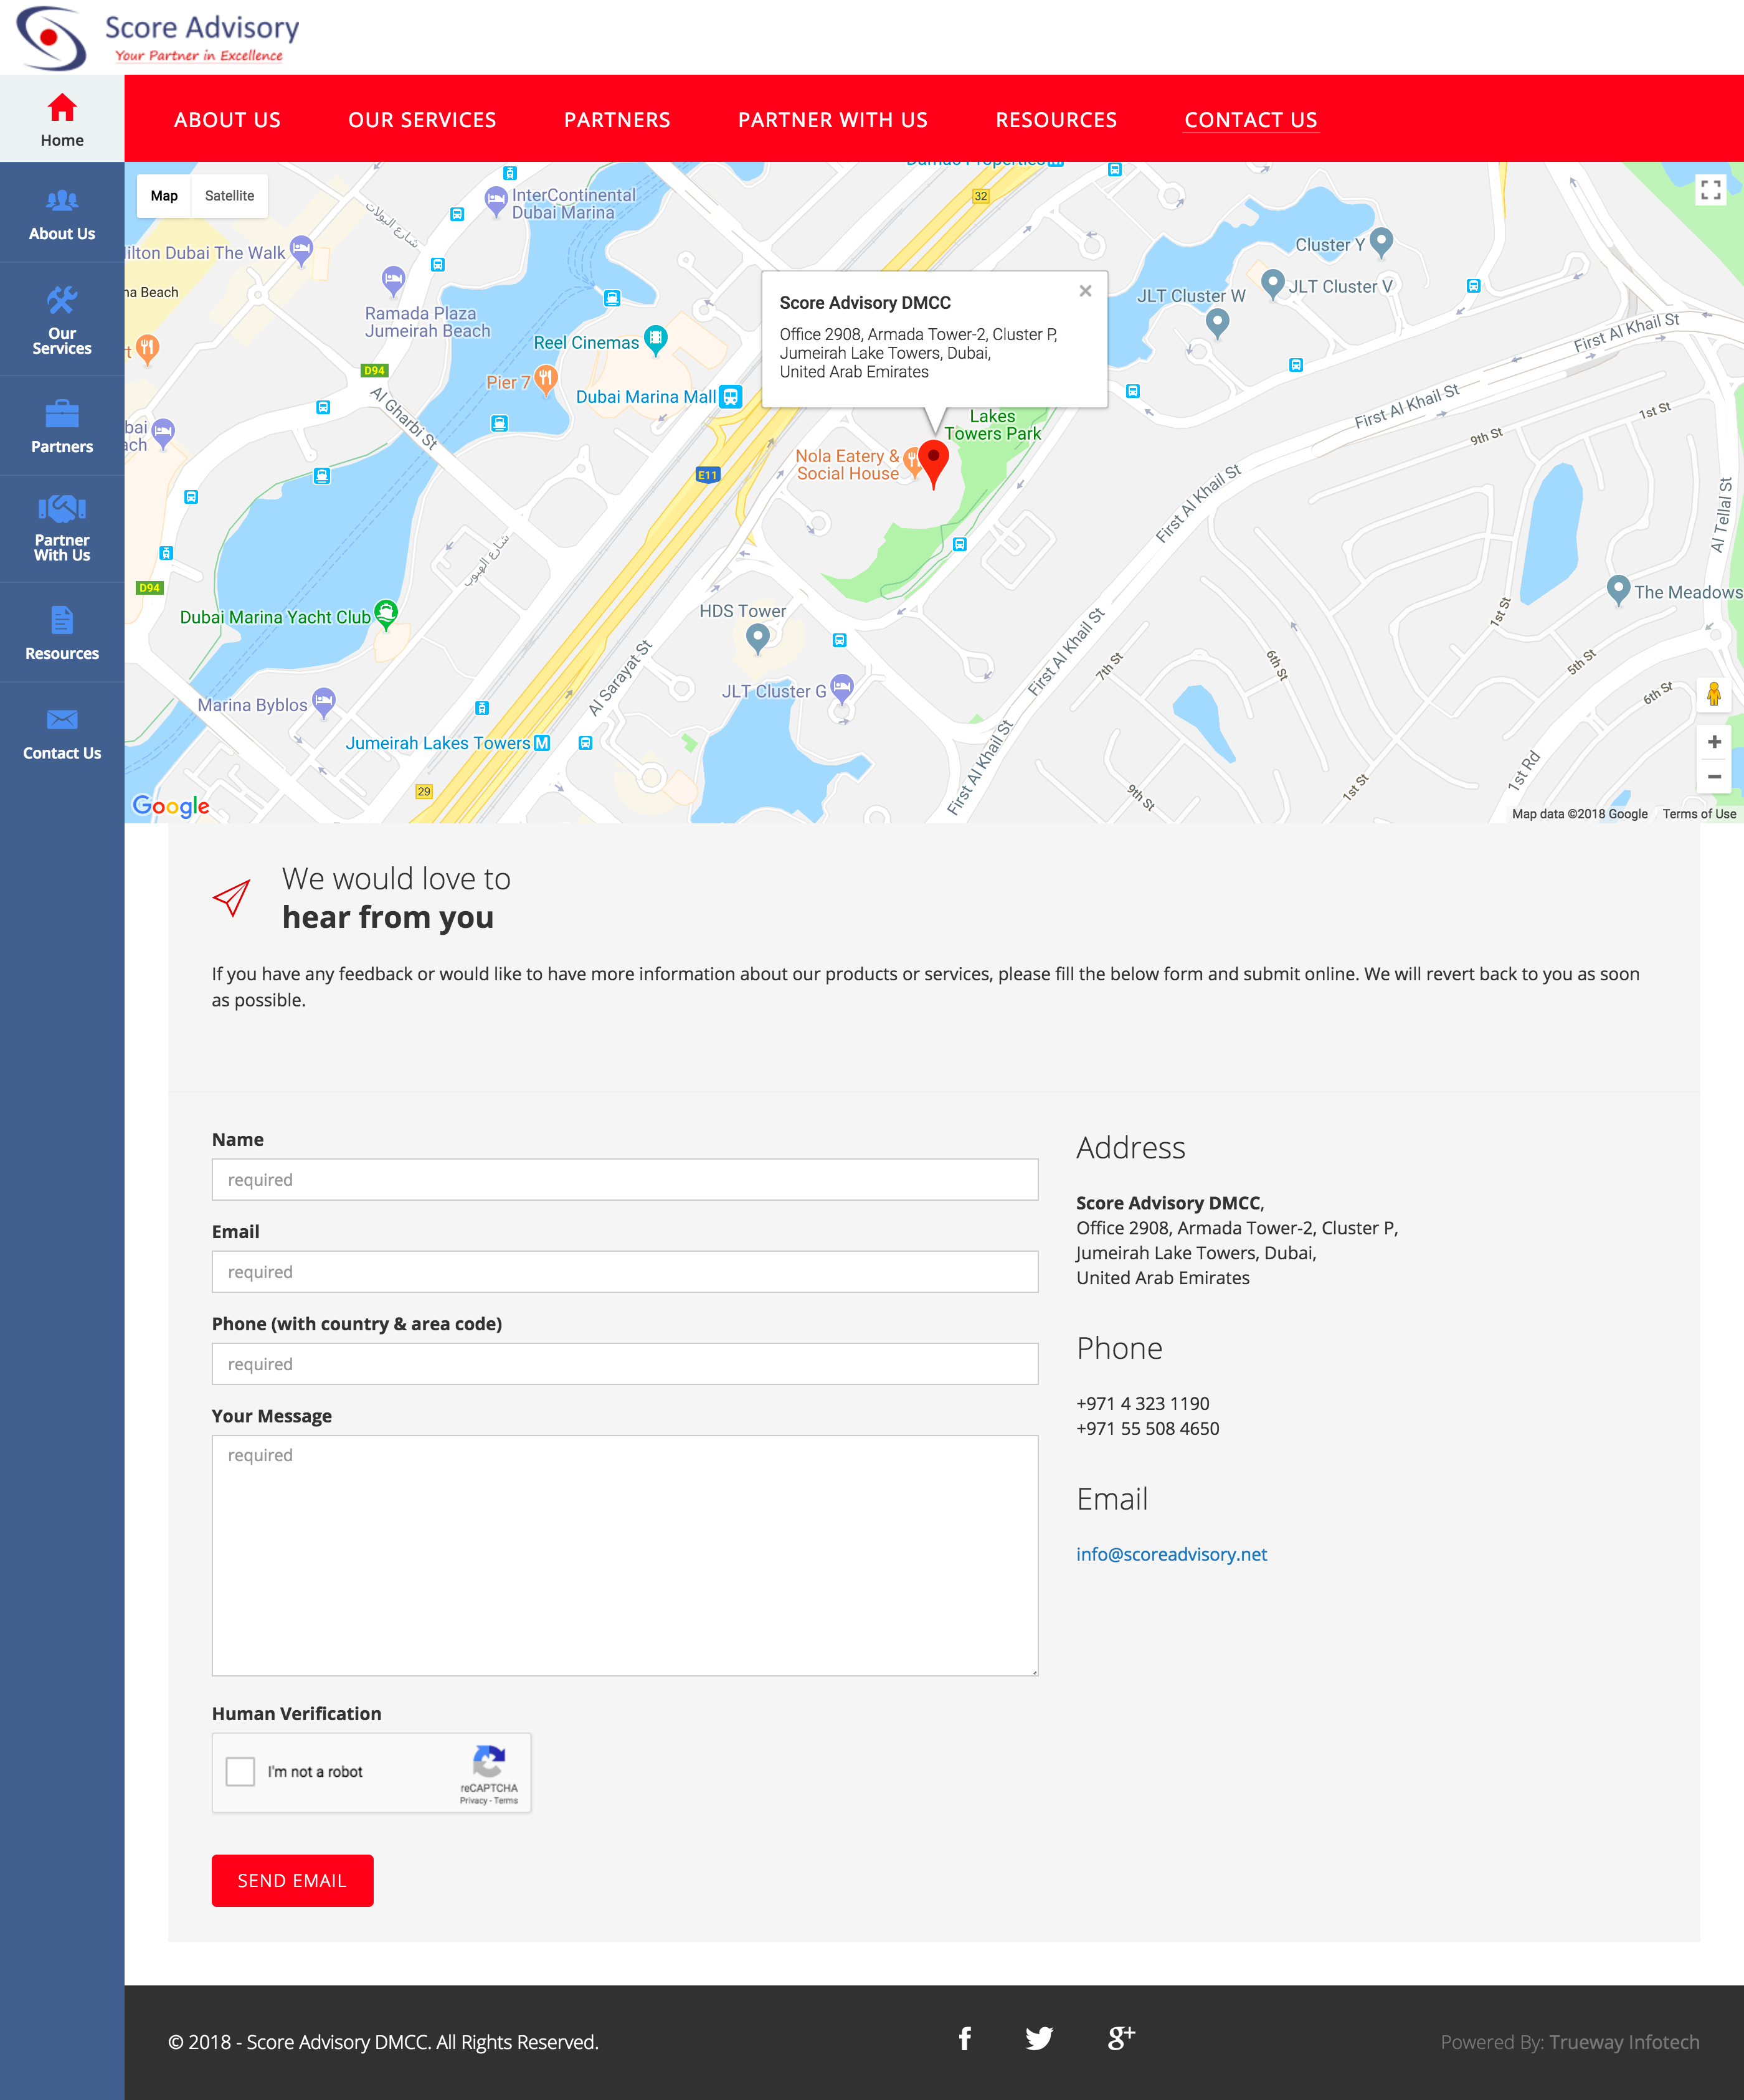 Score Advisory
Your Partner in Excellence
Home
ABOUT US
OUR SERVICES
PARTNERS
PARTNER WITH US
RESOURCES
CONTACT US
About Us
Our
Services
Partners
Partner
With Us
Resources
Contact Us
Map
Satellite
InterContinental
Dubai Marina
32
شارع البولات
ilton Dubai The Walk
na Beach
Ramada Plaza
Jumeirah Beach
Reel Cinemas
Pier 7
D94
Al Gharbi St
Dubai Marina Mall
bai
ach
E11
Cluster Y
JLT Cluster W
JLT Cluster V
First Al Khail St
Score Advisory DMCC
Office 2908, Armada Tower-2, Cluster P,
Jumeirah Lake Towers, Dubai,
United Arab Emirates
Lakes
Towers Park
Nola Eatery &
Social House
First Al Khail St
1st St
9th St
First Al Khail St
Al Tellal St
D94
Dubai Marina Yacht Club
HDS Tower
The Meadows
1st St
Al Sarayat St
First Al Khail St
7th St
6th St
5th St
6th St
JLT Cluster G
Marina Byblos
Jumeirah Lakes Towers
M
First Al Khail St
29
9th St
1st St
1st Rd
Google
Map data ©2018 Google
Terms of Use
We would love to
hear from you
If you have any feedback or would like to have more information about our products or services, please fill the below form and submit online. We will revert back to you as soon
as possible.
Name
required
Email
required
Phone (with country & area code)
required
Your Message
required
Human Verification
I'm not a robot
reCAPTCHA
Privacy - Terms
SEND EMAIL
Address
Score Advisory DMCC,
Office 2908, Armada Tower-2, Cluster P,
Jumeirah Lake Towers, Dubai,
United Arab Emirates
Phone
+971 4 323 1190
+971 55 508 4650
Email
info@scoreadvisory.net
© 2018 - Score Advisory DMCC. All Rights Reserved.
Powered By: Trueway Infotech